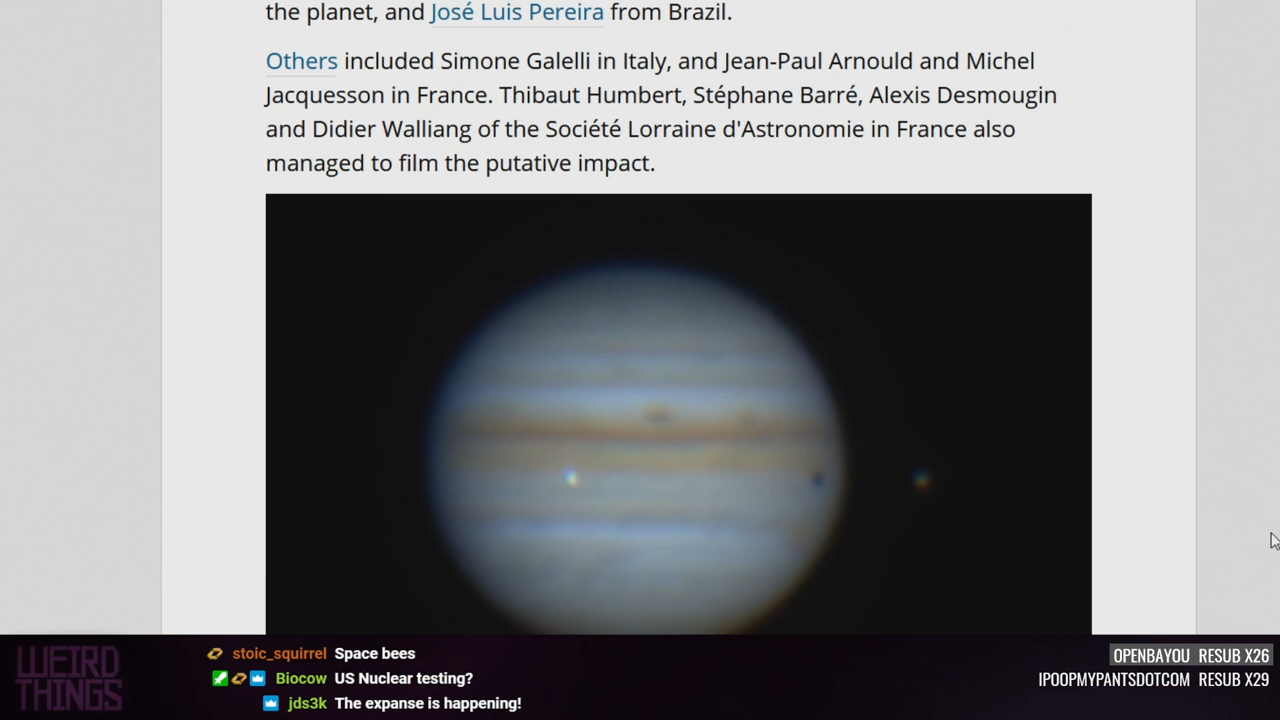 the planet, and José Luis Pereira from Brazil.
Others included Simone Galelli in Italy, and Jean-Paul Arnould and Michel
Jacquesson in France. Thibaut Humbert, Stéphane Barré, Alexis Desmougin
and Didier Walliang of the Société Lorraine d'Astronomie in France also
managed to film the putative impact.
WEIRD
THINGS
stoic_squirrel Space bees
Biocow US Nuclear testing?
jds3k The expanse is happening!
OPENBAYOU RESUB X26
IPOOPMYPANTSDOTCOM RESUB X29